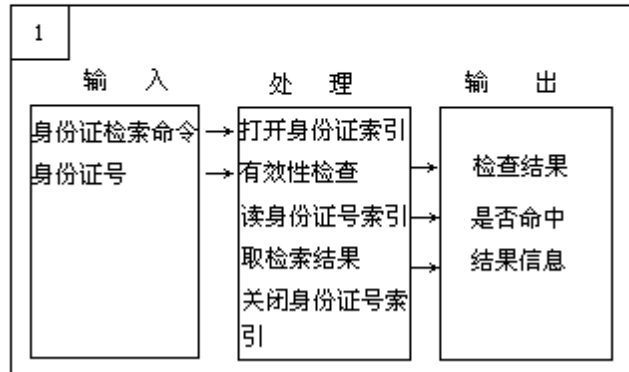 1
输 入
处 理
输 出
身份证检索命令
身份证号
打开身份证索引
有效性检查
读身份证号索引
取检索结果
关闭身份证号索
引
检查结果
是否命中
结果信息